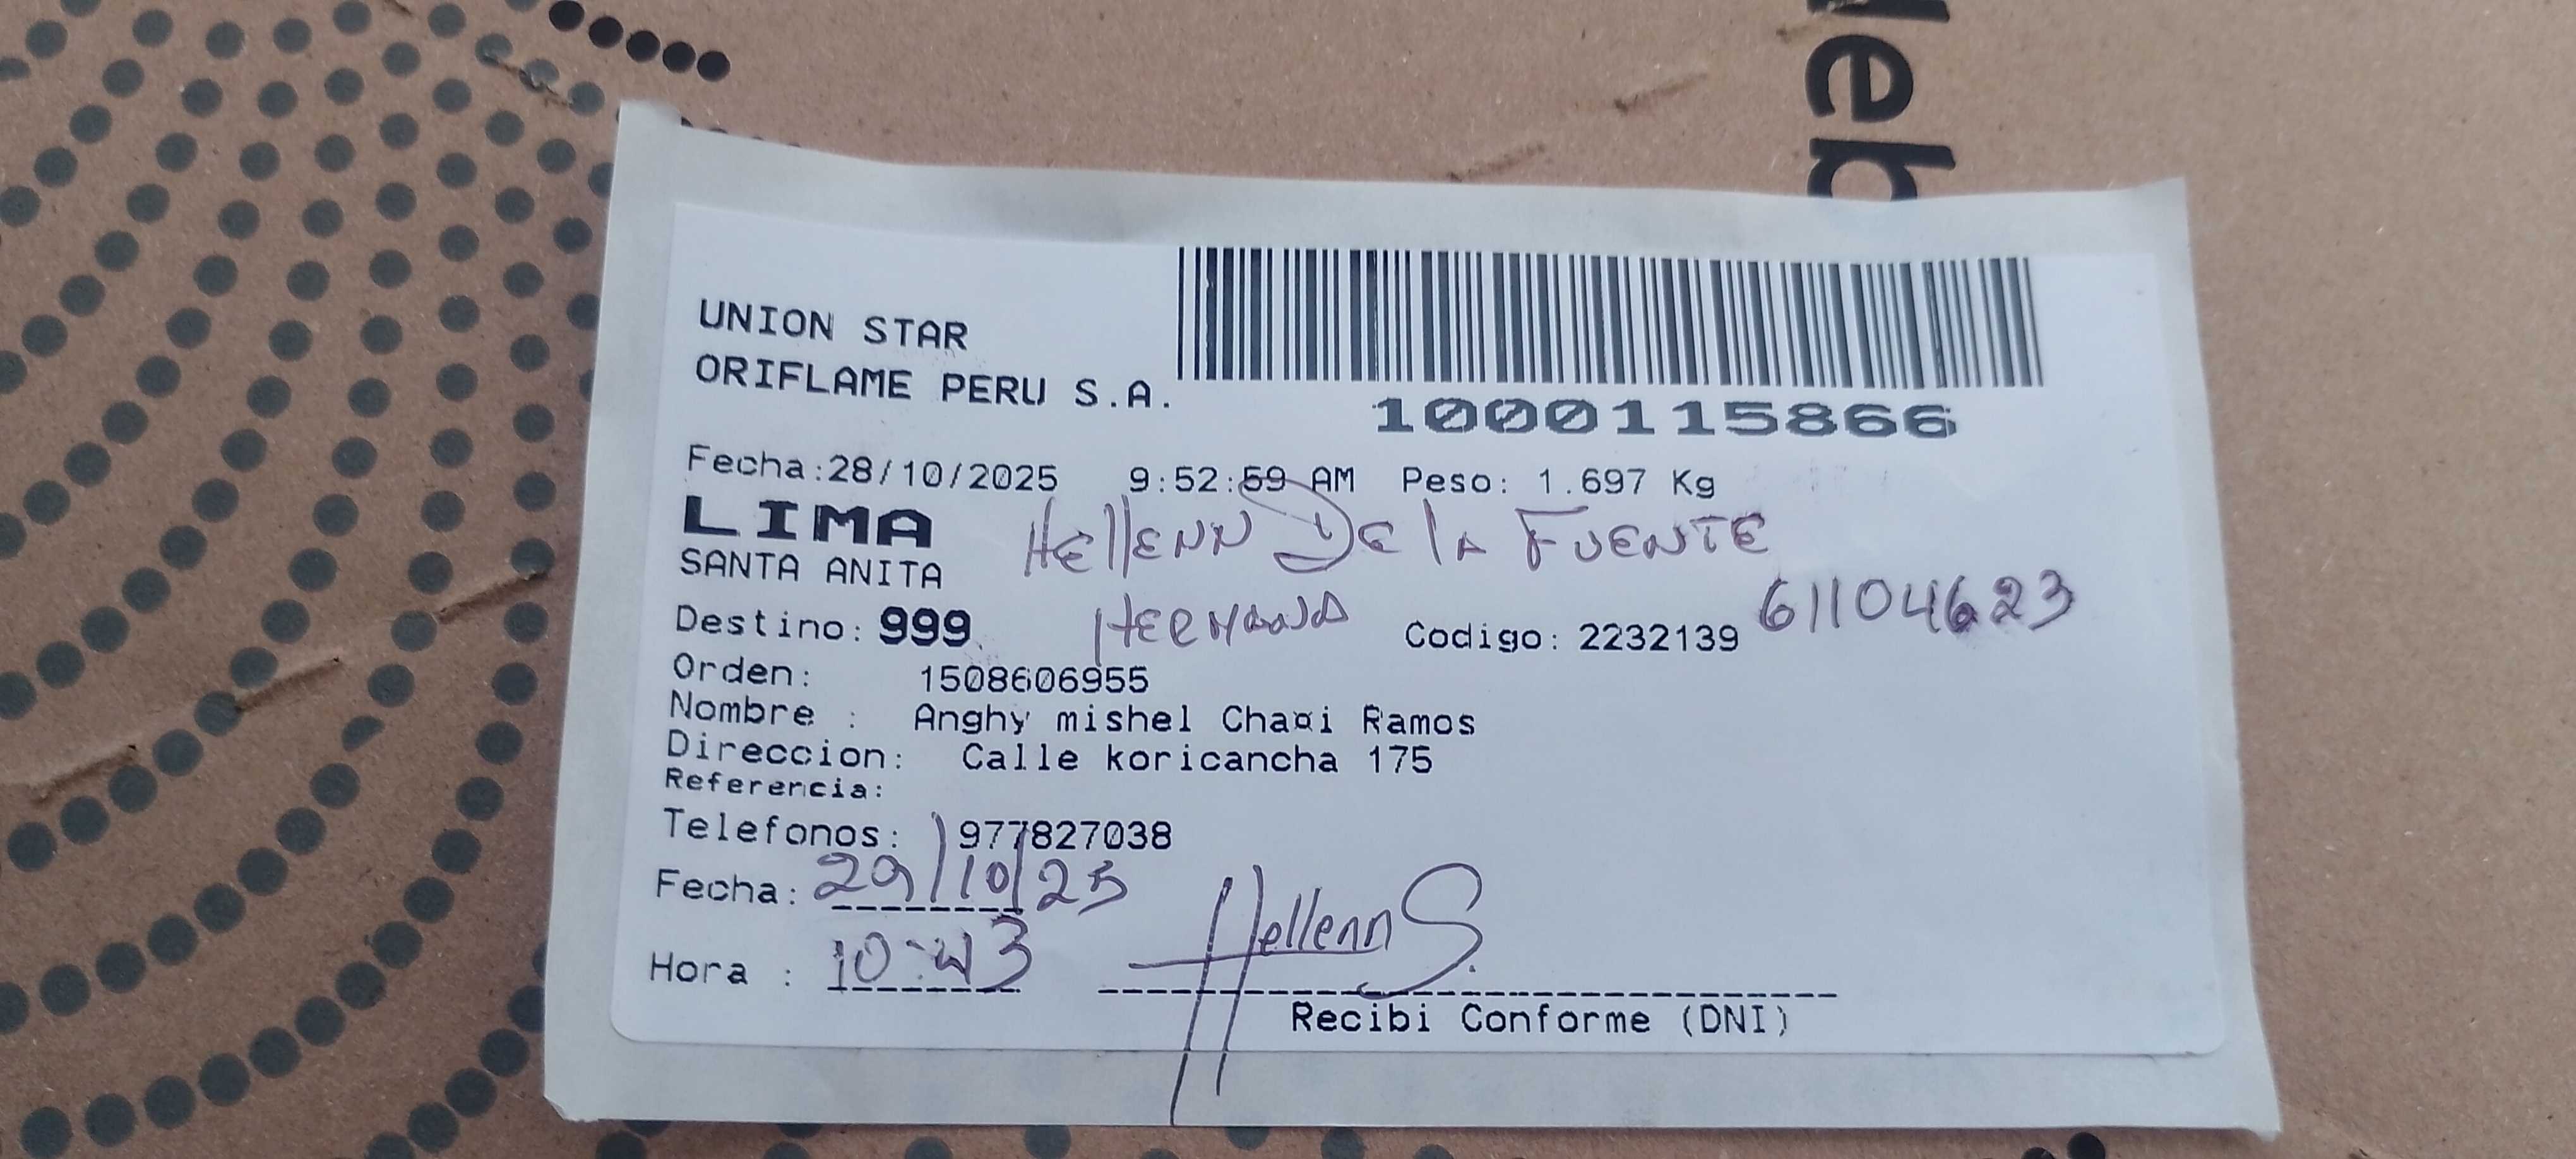 Web
UNION STAR
ORIFLAME PERU S.A.
1000115866
Fecha:28/10/2025 9:52:59 AM Peso: 1.697 Kg
LIMA
HEllENN DE lA FUENTE
SANTA ANITA
61104623
Destino: 999 HERMANA Codigo: 2232139
Orden: 1508606955
Nombre : Anghy mishel Cha¤i Ramos
Direccion: Calle koricancha 175
Referencia:
Telefonos: 977827038
Fecha: 29/10/25
Hora : 10:43 Hellenn S.
Recibi Conforme (DNI)